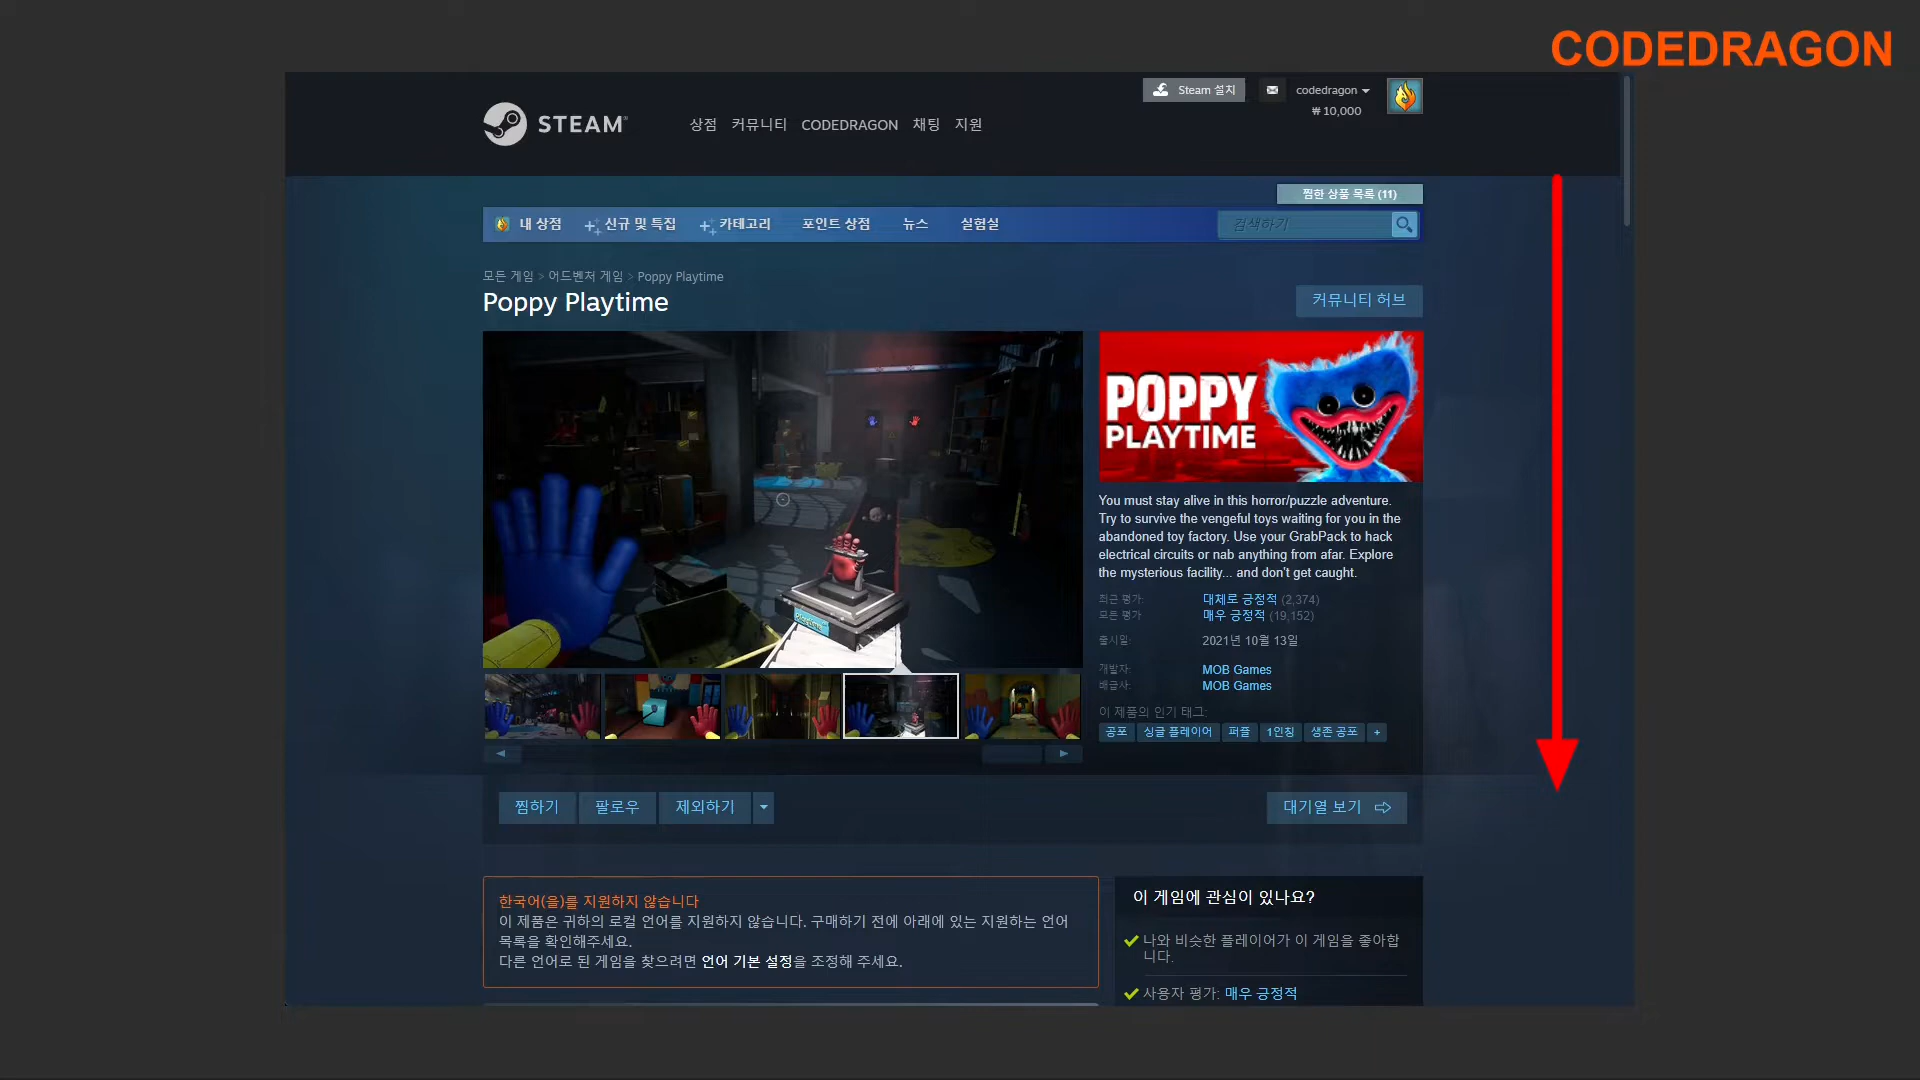 CODEDRAGON
Steam 설치
codedragon
₩ 10,000
STEAM
상점 커뮤니티 CODEDRAGON 채팅 지원
찜한 상품 목록 (11)
내 상점 신규 및 특집 카테고리 포인트 상점 뉴스 실험실
검색하기
모든 게임 > 어드벤처 게임 > Poppy Playtime
Poppy Playtime
커뮤니티 허브
POPPY
PLAYTIME
You must stay alive in this horror/puzzle adventure.
Try to survive the vengeful toys waiting for you in the
abandoned toy factory. Use your GrabPack to hack
electrical circuits or nab anything from afar. Explore
the mysterious facility... and don't get caught.
최근 평가: 대체로 긍정적 (2,374)
모든 평가: 매우 긍정적 (19,152)
출시일: 2021년 10월 13일
개발자: MOB Games
배급사: MOB Games
이 제품의 인기 태그:
공포 싱글 플레이어 퍼즐 1인칭 생존 공포 +
찜하기 팔로우 제외하기
대기열 보기
한국어(을)를 지원하지 않습니다
이 제품은 귀하의 로컬 언어를 지원하지 않습니다. 구매하기 전에 아래에 있는 지원하는 언어
목록을 확인해주세요.
다른 언어로 된 게임을 찾으려면 언어 기본 설정을 조정해 주세요.
이 게임에 관심이 있나요?
나와 비슷한 플레이어가 이 게임을 좋아합
니다.
사용자 평가: 매우 긍정적